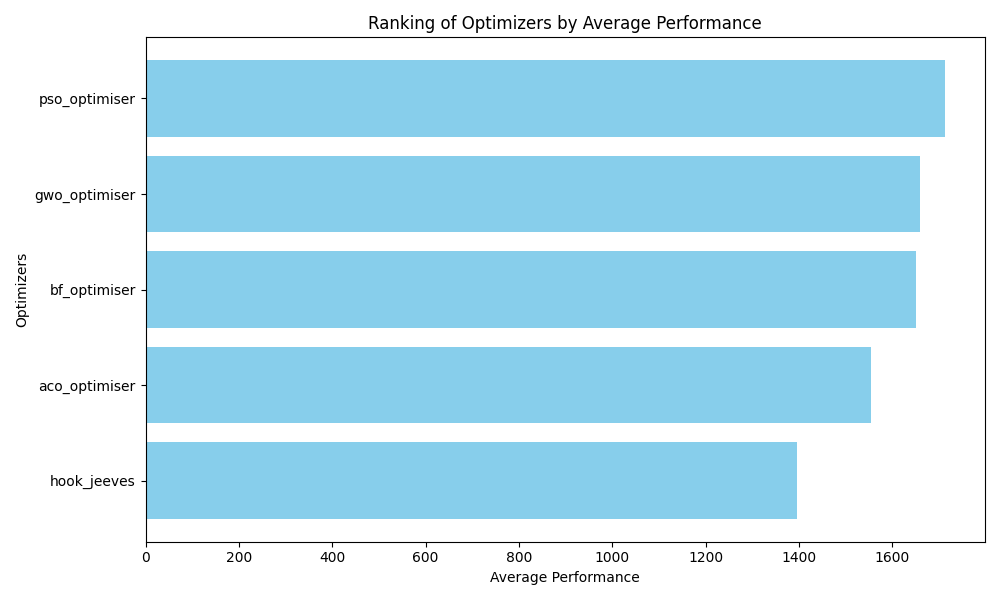 Ranking of Optimizers by Average Performance
pso_optimiser
gwo_optimiser
bf_optimiser
aco_optimiser
hook_jeeves
Optimizers
0 200 400 600 800 1000 1200 1400 1600
Average Performance